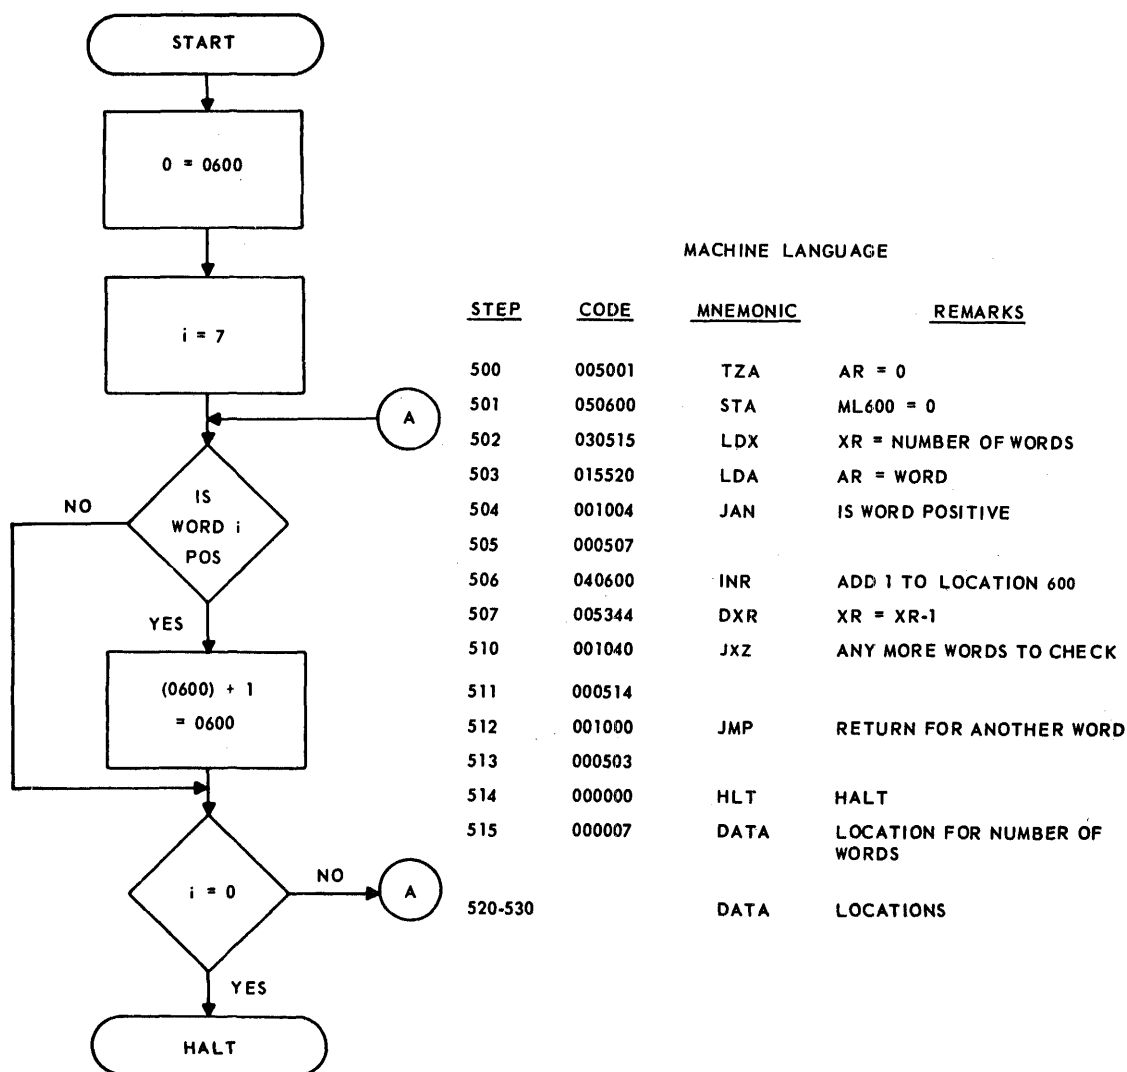 START
0 = 0600
i = 7
A
IS
WORD i
POS
NO
YES
(0600) + 1
= 0600
i = 0
NO
A
YES
HALT
MACHINE LANGUAGE
STEP CODE MNEMONIC REMARKS
500 005001 TZA AR = 0
501 050600 STA ML600 = 0
502 030515 LDX XR = NUMBER OF WORDS
503 015520 LDA AR = WORD
504 001004 JAN IS WORD POSITIVE
505 000507
506 040600 INR ADD 1 TO LOCATION 600
507 005344 DXR XR = XR-1
510 001040 JXZ ANY MORE WORDS TO CHECK
511 000514
512 001000 JMP RETURN FOR ANOTHER WORD
513 000503
514 000000 HLT HALT
515 000007 DATA LOCATION FOR NUMBER OF
WORDS
520-530 DATA LOCATIONS